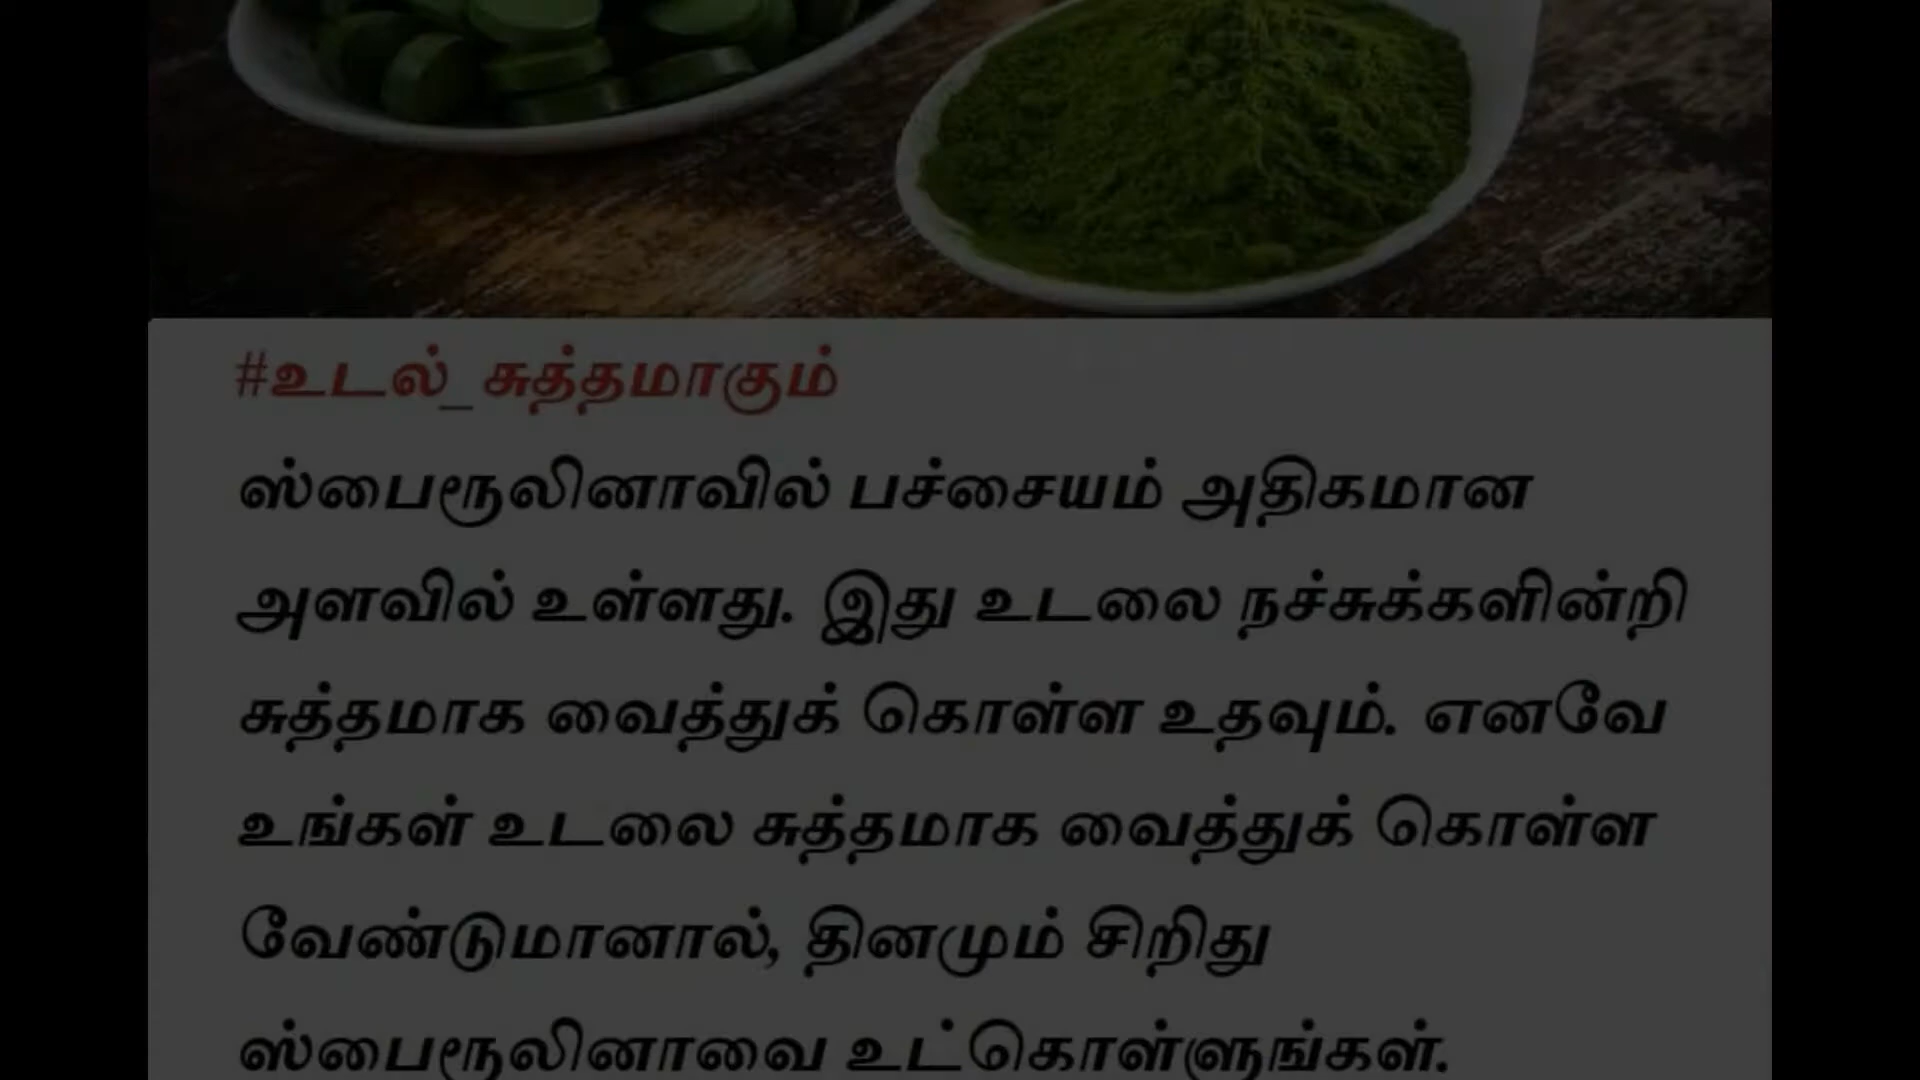 #உடல்_சுத்தமாகும்
ஸ்பைரூலினாவில் பச்சையம் அதிகமான
அளவில் உள்ளது. இது உடலை நச்சுக்களின்றி
சுத்தமாக வைத்துக் கொள்ள உதவும். எனவே
உங்கள் உடலை சுத்தமாக வைத்துக் கொள்ள
வேண்டுமானால், தினமும் சிறிது
ஸ்பைரூலினாவை உட்கொள்ளுங்கள்.